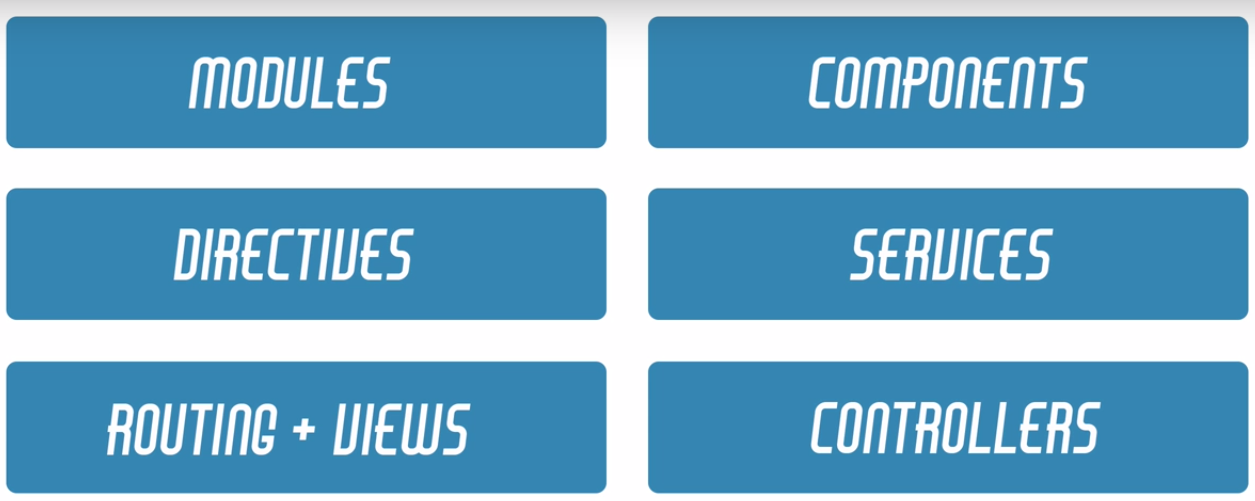 MODULES
COMPONENTS
DIRECTIVES
SERVICES
ROUTING + VIEWS
CONTROLLERS